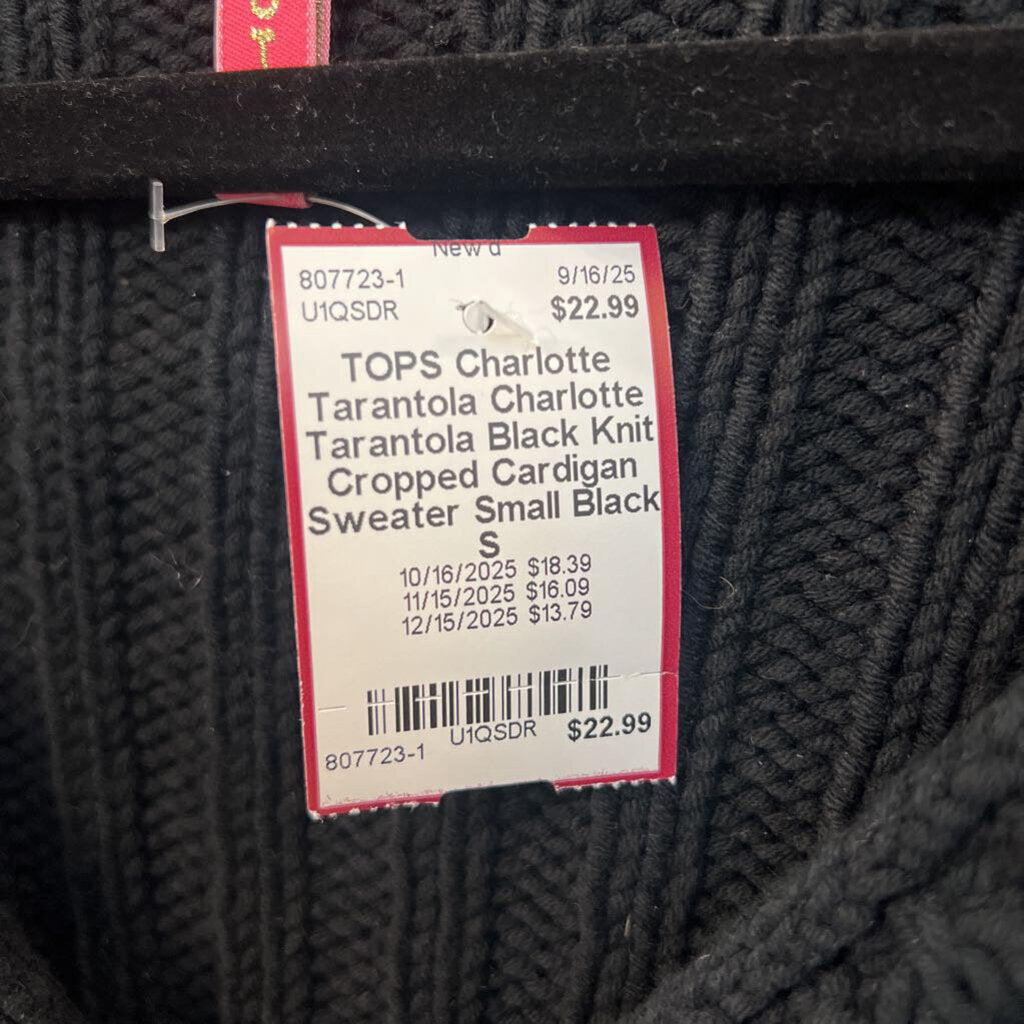 807723-1 9/16/25
U1QSDR $22.99
TOPS Charlotte
Tarantola Charlotte
Tarantola Black Knit
Cropped Cardigan
Sweater Small Black
S
10/16/2025 $18.39
11/15/2025 $16.09
12/15/2025 $13.79
807723-1 U1QSDR $22.99